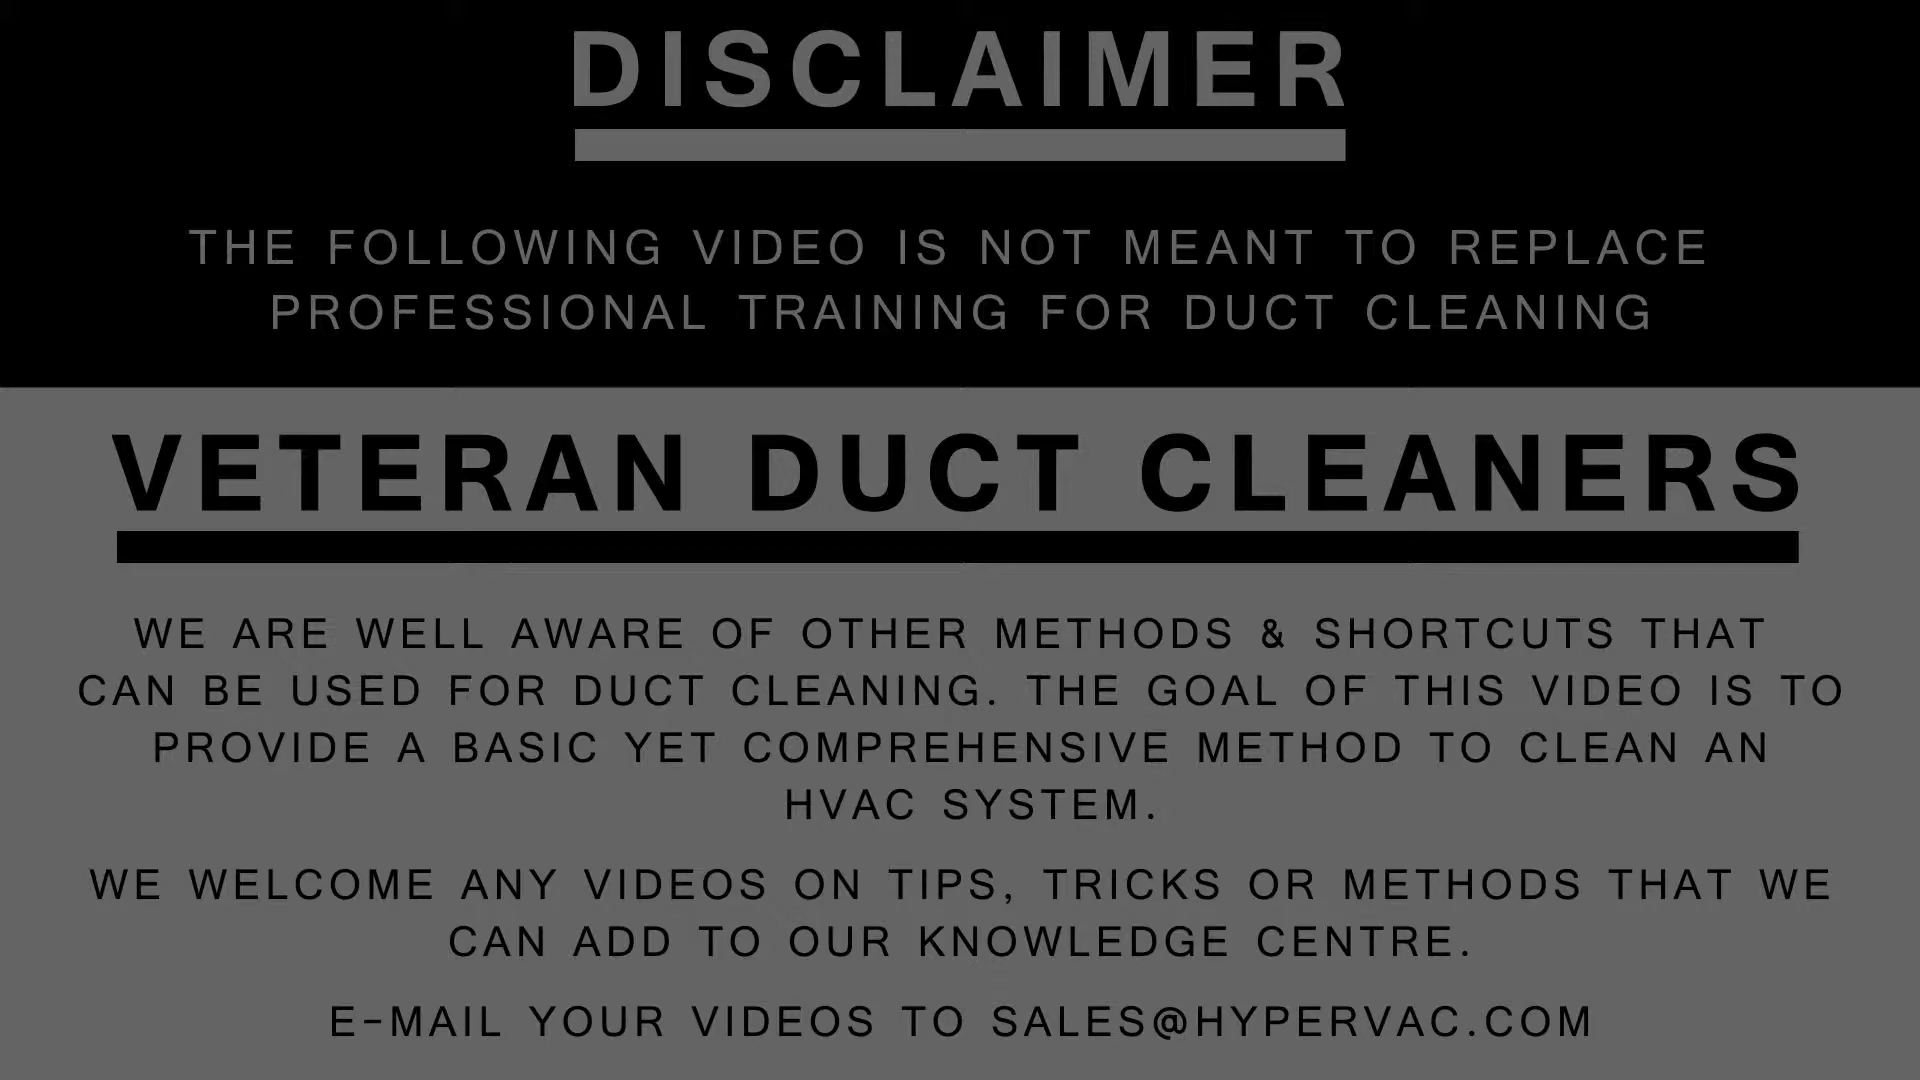 DISCLAIMER
THE FOLLOWING VIDEO IS NOT MEANT TO REPLACE
PROFESSIONAL TRAINING FOR DUCT CLEANING
VETERAN DUCT CLEANERS
WE ARE WELL AWARE OF OTHER METHODS & SHORTCUTS THAT
CAN BE USED FOR DUCT CLEANING. THE GOAL OF THIS VIDEO IS TO
PROVIDE A BASIC YET COMPREHENSIVE METHOD TO CLEAN AN
HVAC SYSTEM.
WE WELCOME ANY VIDEOS ON TIPS, TRICKS OR METHODS THAT WE
CAN ADD TO OUR KNOWLEDGE CENTRE.
E-MAIL YOUR VIDEOS TO SALES@HYPERVAC.COM